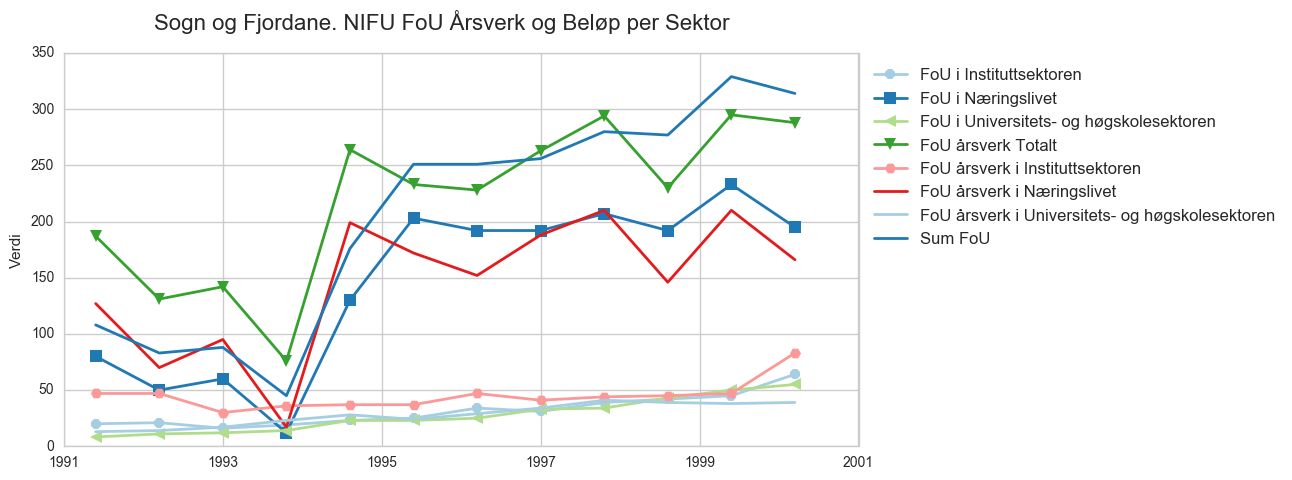 Sogn og Fjordane. NIFU FoU Årsverk og Beløp per Sektor
Verdi
350
300
250
200
150
100
50
0
1991
1993
1995
1997
1999
2001
FoU i Instituttsektoren
FoU i Næringslivet
FoU i Universitets- og høgskolesektoren
FoU årsverk Totalt
FoU årsverk i Instituttsektoren
FoU årsverk i Næringslivet
FoU årsverk i Universitets- og høgskolesektoren
Sum FoU